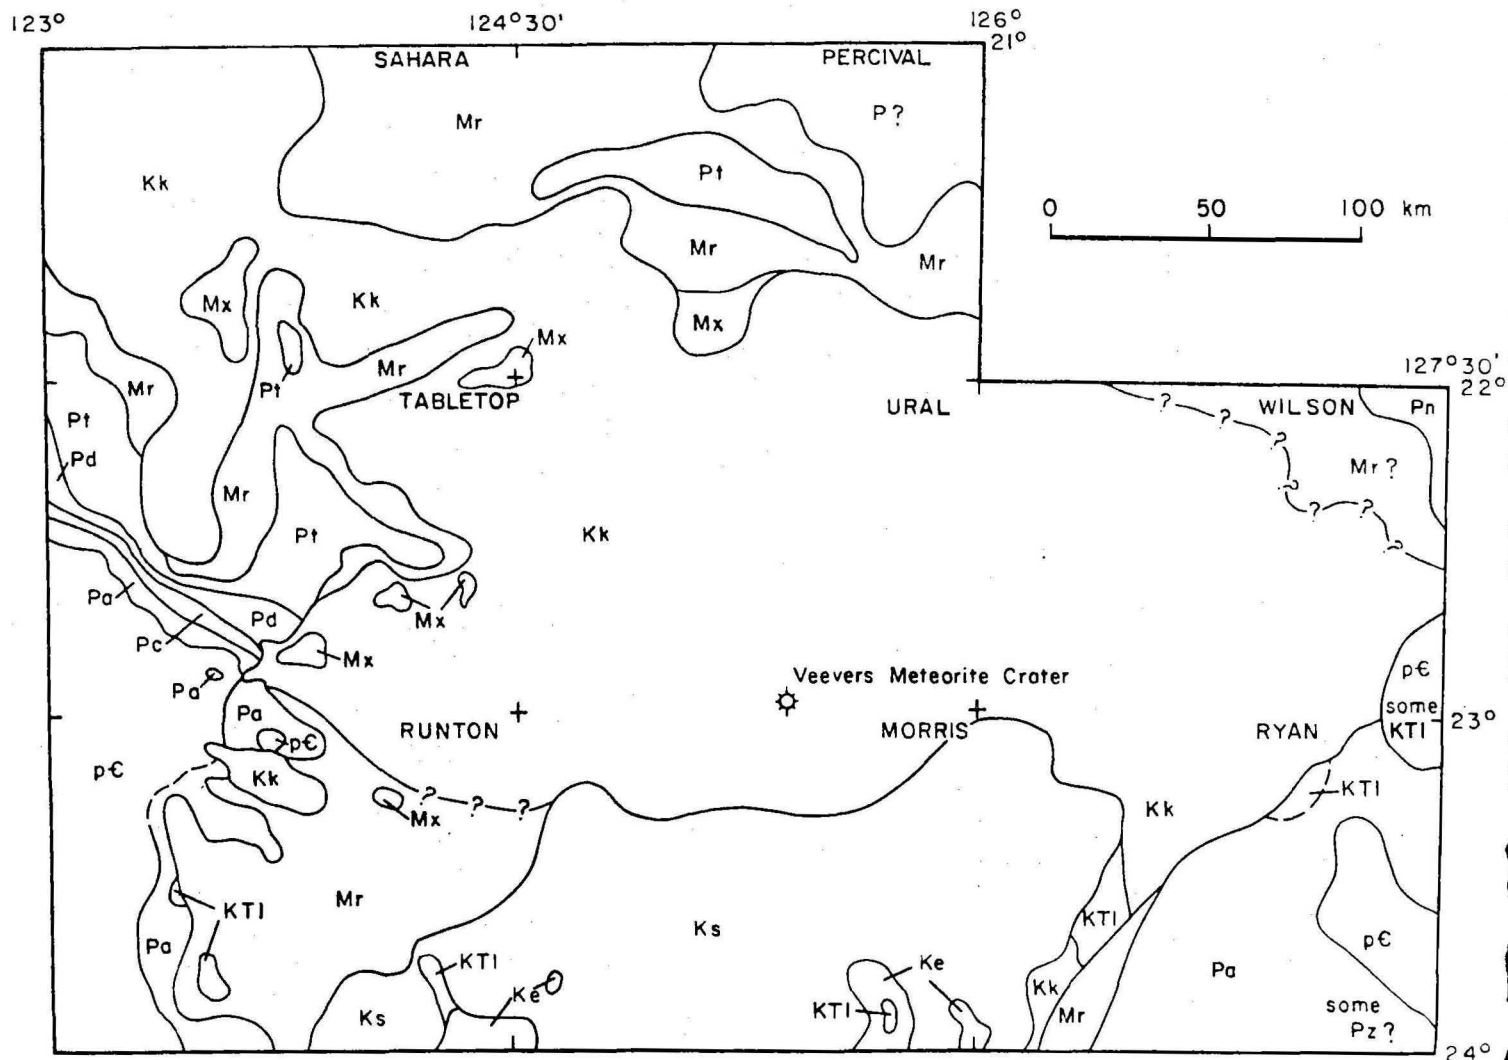 123° 124°30' 126°
21°
SAHARA PERCIVAL
P?
Mr
Pt
Kk
0 50 100 km
Mr
Mr
Mx
Kk
Mx
Mx
Mr
Pt
Mr
127°30'
22°
TABLETOP
URAL
WILSON
Pn
Pt
? ? ? ? ? ? ?
Pd
Mr?
Mr
Pt
Kk
Pa
Pd
Mx
Pc
Mx
Pa
Veevers Meteorite Crater
p€
some
KTl
Pa
RUNTON
MORRIS
RYAN
23°
p€
p€
Kk
KTl
? ? ?
Mx
Kk
Mr
KTl
Ks
KTl
Pa
p€
KTl
Ke
Pa
Ke
Kk
KTl
Ks
Mr
some
Pz?
24°